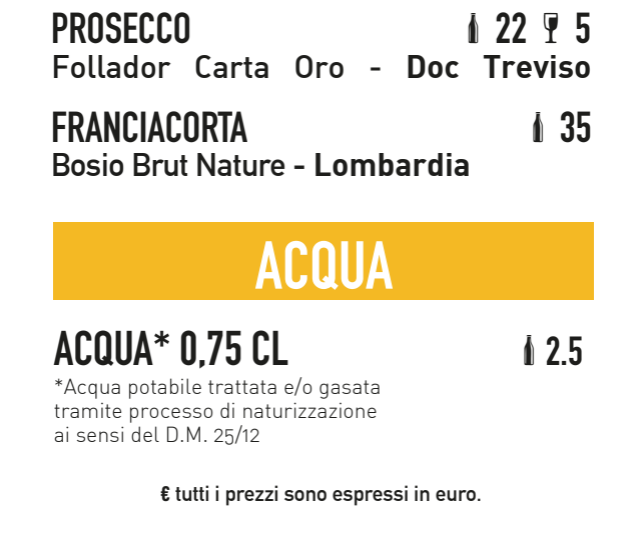 PROSECCO 22 5
Follador Carta Oro - Doc Treviso
FRANCIACORTA 35
Bosio Brut Nature - Lombardia
ACQUA
ACQUA* 0,75 CL 2.5
*Acqua potabile trattata e/o gasata
tramite processo di naturizzazione
ai sensi del D.M. 25/12
€ tutti i prezzi sono espressi in euro.